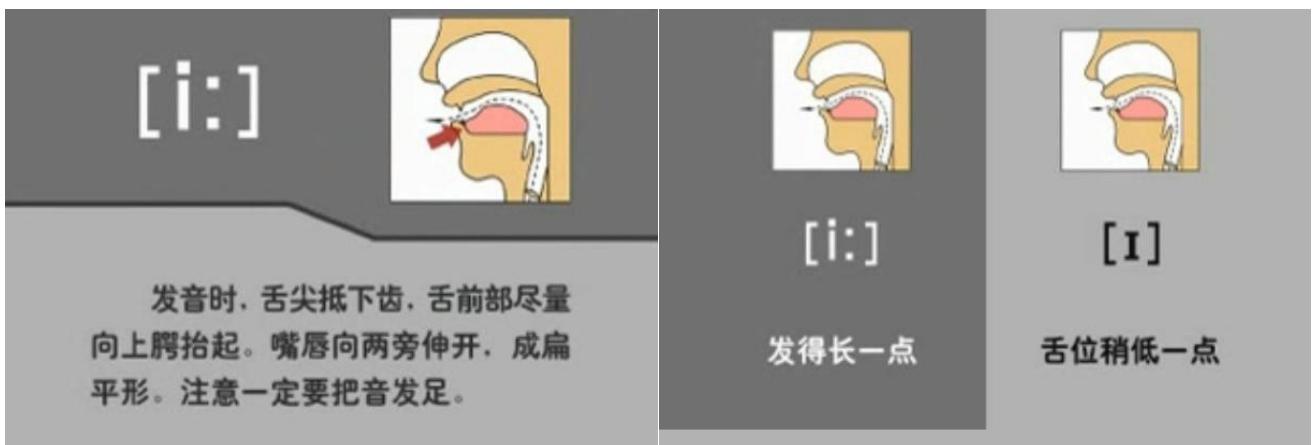 [i:]
发音时，舌尖抵下齿，舌前部尽量
向上腭抬起。嘴唇向两旁伸开，成扁
平形。注意一定要把音发足。
[i:]
发得长一点
[ɪ]
舌位稍低一点